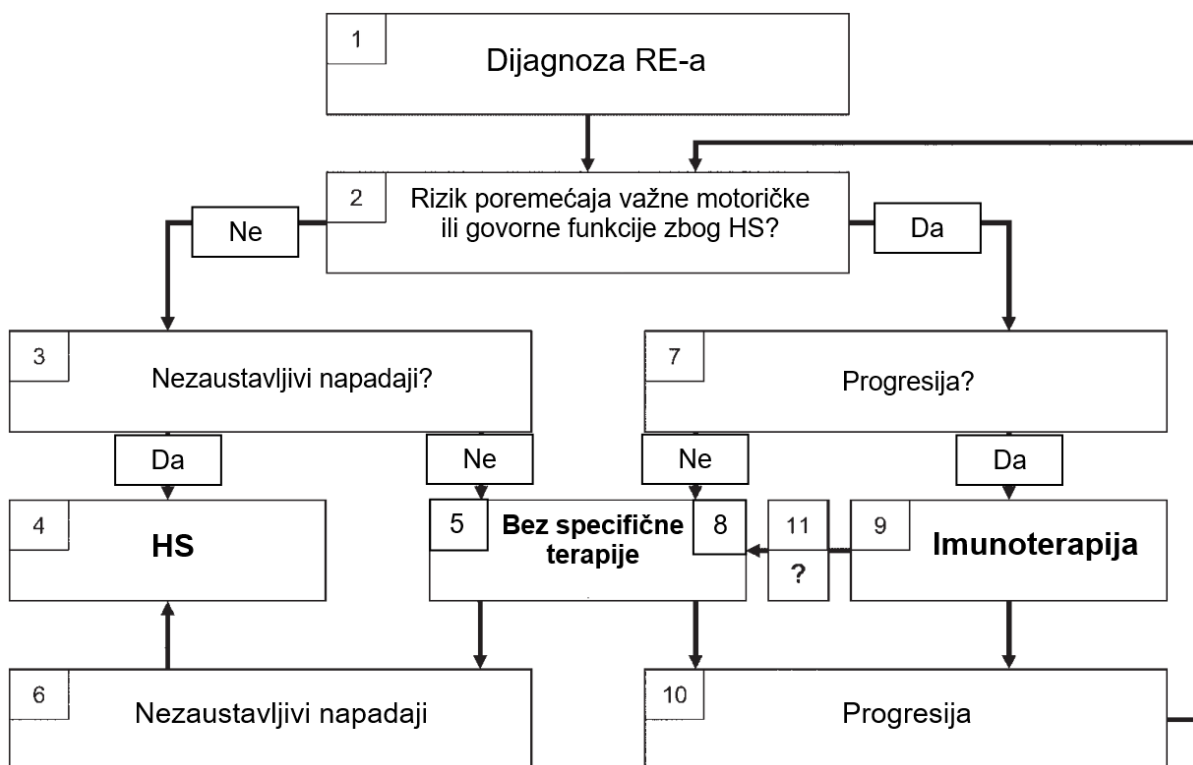 1
Dijagnoza RE-a
2
Rizik poremećaja važne motoričke
ili govorne funkcije zbog HS?
Ne
Da
3
Nezaustavljivi napadaji?
7
Progresija?
Da
Ne
Ne
Da
4
HS
5
Bez specifične
terapije
8
11
?
9
Imunoterapija
6
Nezaustavljivi napadaji
10
Progresija